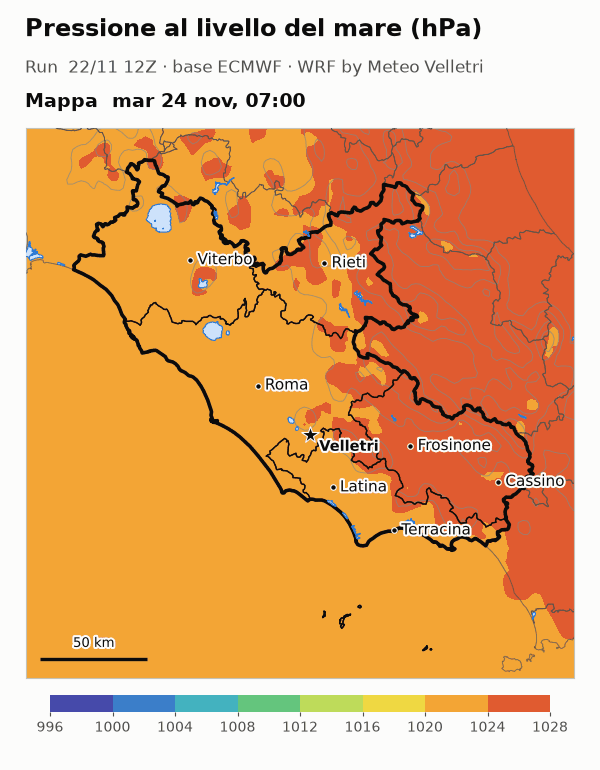 Pressione al livello del mare (hPa)
Run 22/11 12Z · base ECMWF · WRF by Meteo Velletri
Mappa mar 24 nov, 07:00
Viterbo
Rieti
Roma
Velletri
Frosinone
Cassino
Latina
Terracina
50 km
996 1000 1004 1008 1012 1016 1020 1024 1028